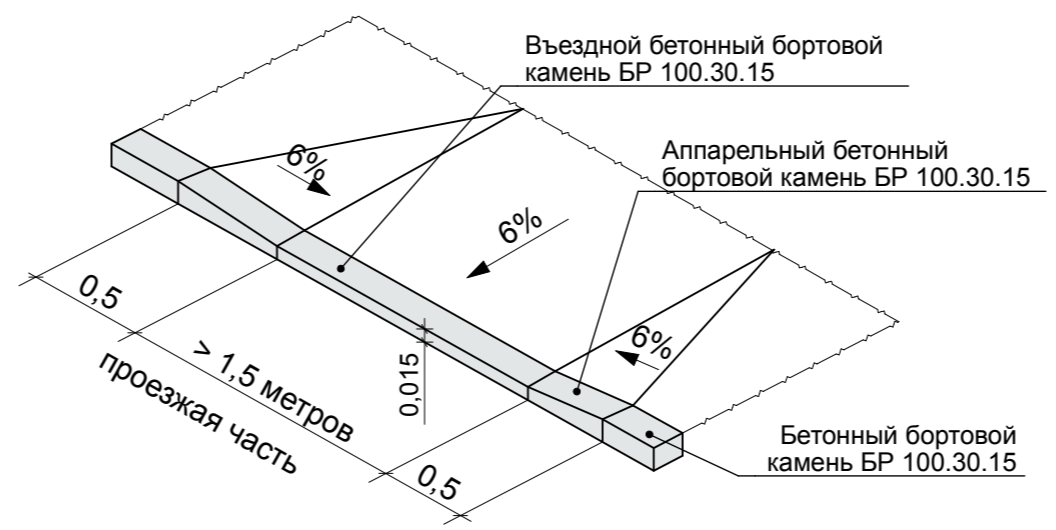 Въездной бетонный бортовой
камень БР 100.30.15
Аппарельный бетонный
бортовой камень БР 100.30.15
6%
6%
6%
0,5
> 1,5 метров
0,015
проезжая часть
0,5
Бетонный бортовой
камень БР 100.30.15